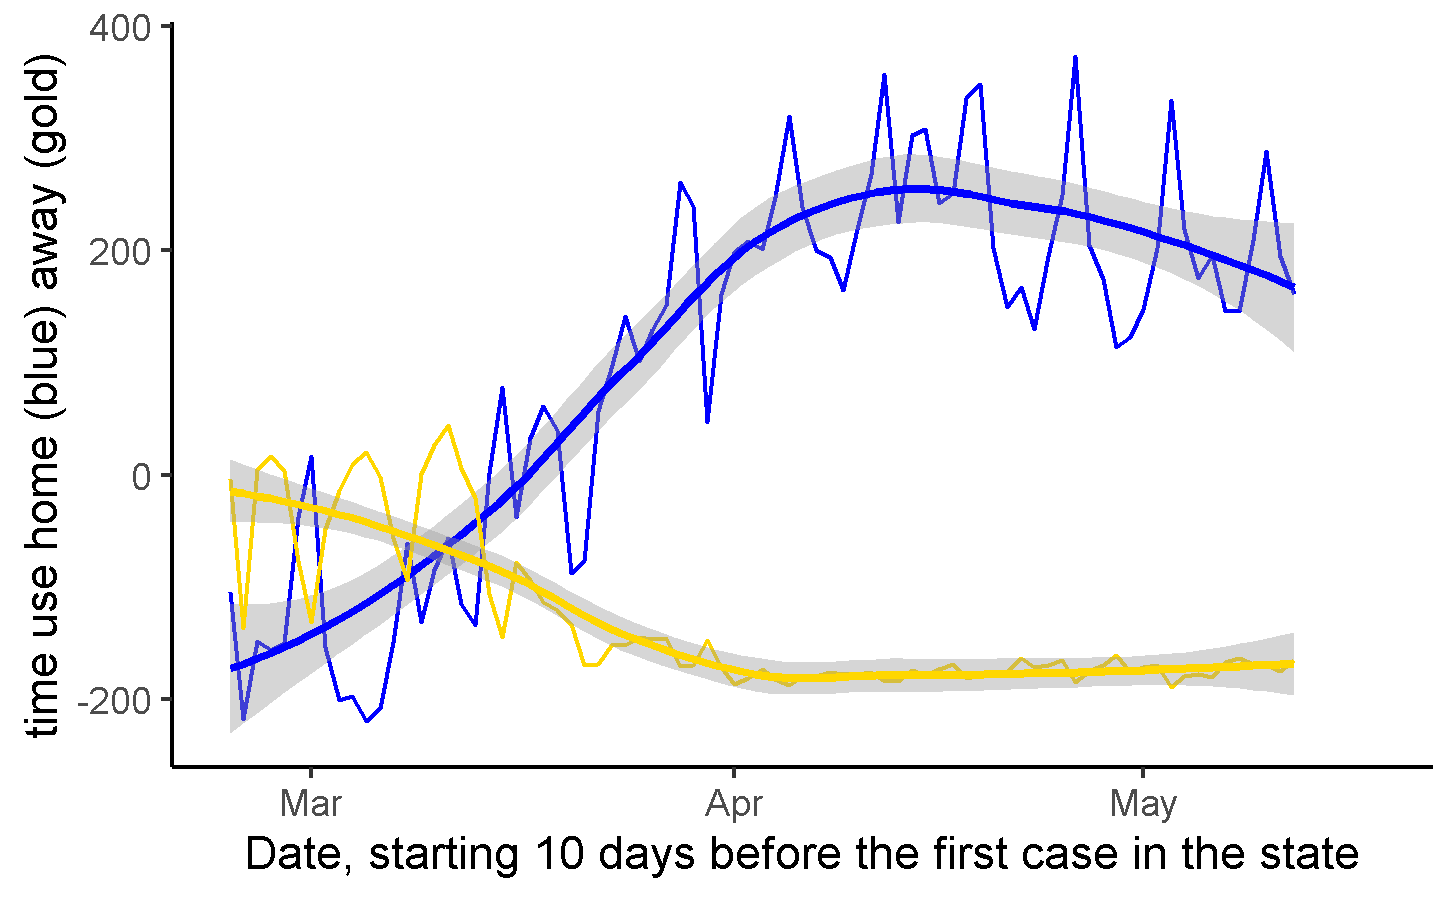 time use home (blue) away (gold)
400
200
0
-200
Mar
Apr
May
Date, starting 10 days before the first case in the state